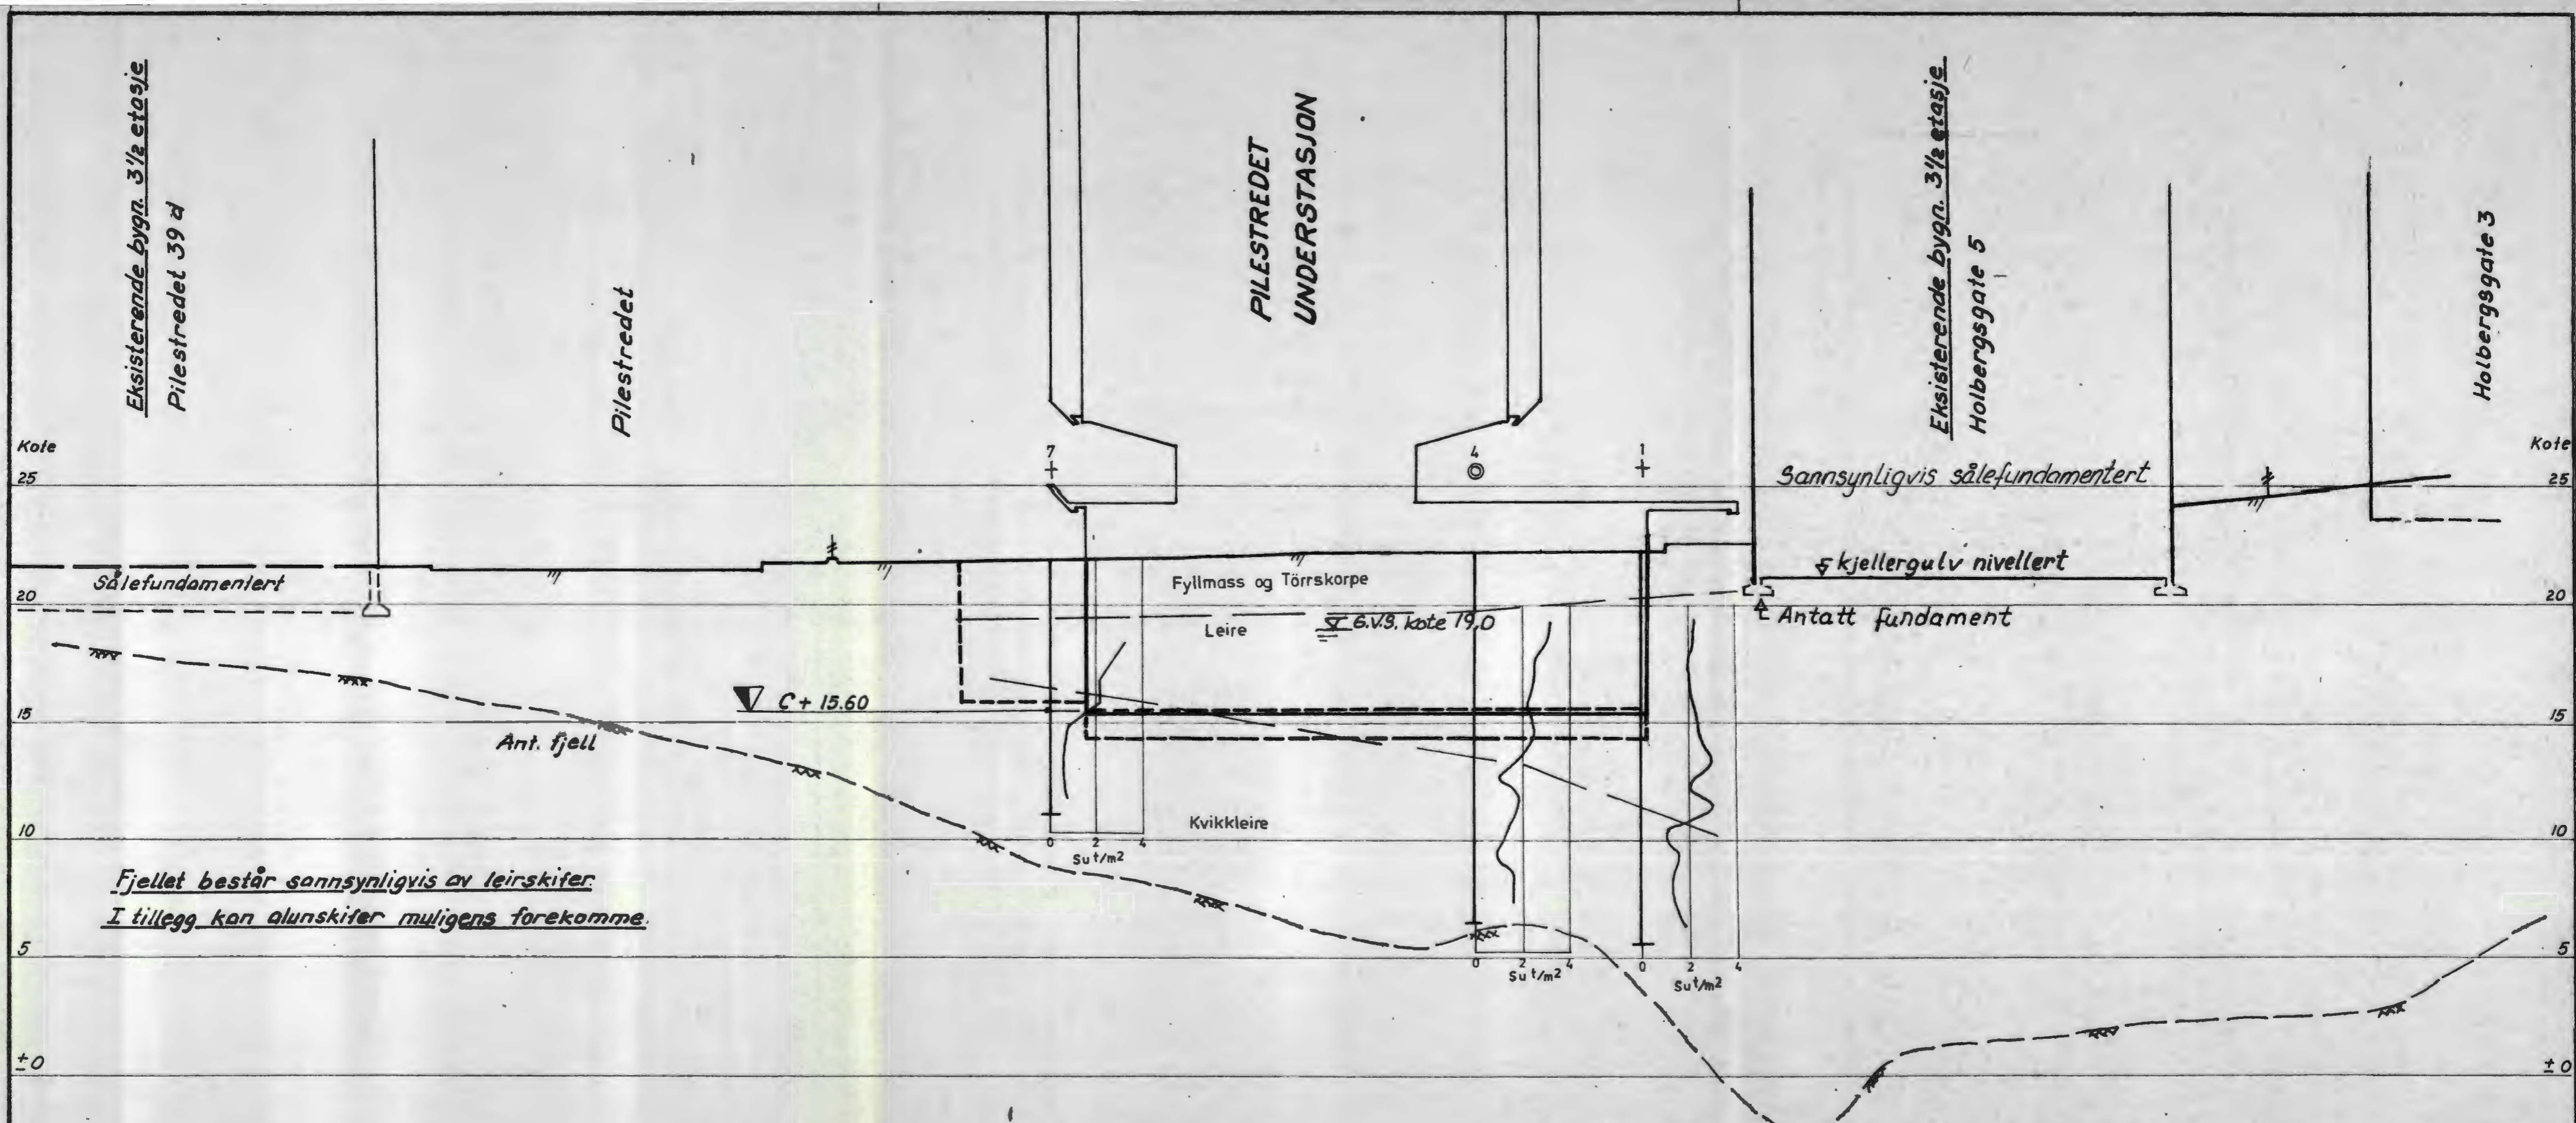 Eksisterende bygn. 3 1/2 etasje
Pilestredet 39 d
Pilestredet
PILESTREDET
UNDERSTASJON
Eksisterende bygn. 3 1/2 etasje
Holbergsgate 5
Holbergsgate 3
Kote
Kote
7
4
1
25
Sannsynligvis sålefundamentert
25
Sålefundamentert
Fyllmass og Törrskorpe
kjellergulv nivellert
20
20
Leire
G.V.S. kote 19,0
Antatt fundament
C + 15.60
15
15
Ant. fjell
Kvikkleire
10
10
0 2 4
Su t/m2
Fjellet består sannsynligvis av leirskifer.
I tillegg kan alunskifer muligens forekomme.
5
5
0 2 4
Su t/m2
0 2 4
Su t/m2
±0
±0